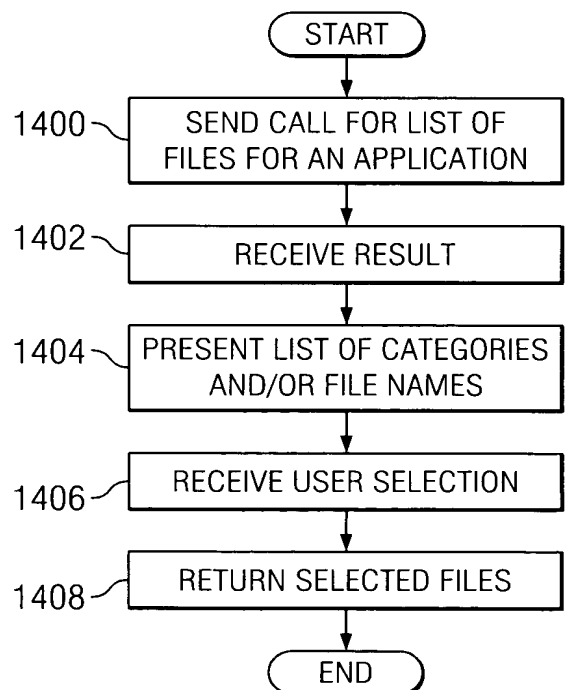 START
1400
SEND CALL FOR LIST OF
FILES FOR AN APPLICATION
1402
RECEIVE RESULT
1404
PRESENT LIST OF CATEGORIES
AND/OR FILE NAMES
1406
RECEIVE USER SELECTION
1408
RETURN SELECTED FILES
END